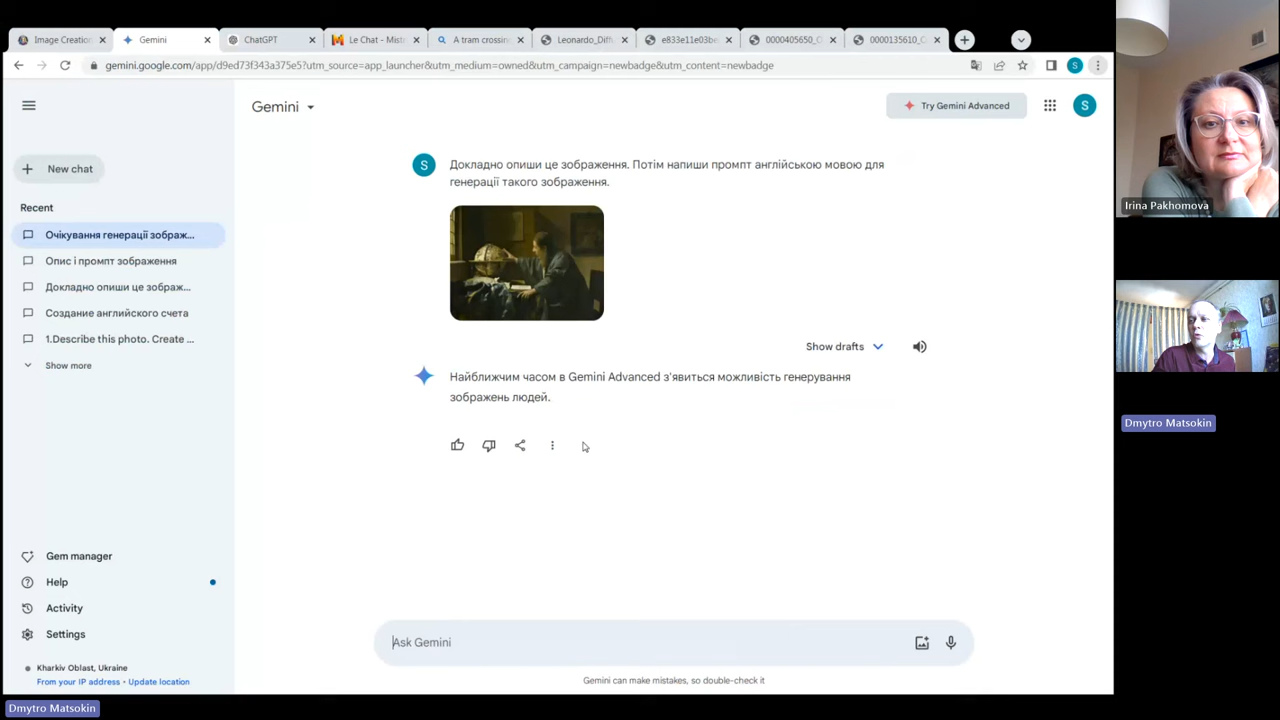 Image Creation
Gemini
ChatGPT
Le Chat - Mistr
A tram crossin
Leonardo_Diff
e833e11e03be
0000405650_C
0000135610_C
gemini.google.com/app/d9ed73f343a375e5?utm_source=app_launcher&utm_medium=owned&utm_campaign=newbadge&utm_content=newbadge
S
Gemini
Try Gemini Advanced
S
New chat
Recent
Очікування генерації зображ...
Опис і промпт зображення
Докладно опиши це зображ...
Создание английского счета
1.Describe this photo. Create ...
Show more
Gem manager
Help
Activity
Settings
Kharkiv Oblast, Ukraine
From your IP address • Update location
S
Докладно опиши це зображення. Потім напиши промпт англійською мовою для
генерації такого зображення.
Show drafts
Найближчим часом в Gemini Advanced з'явиться можливість генерування
зображень людей.
Ask Gemini
Gemini can make mistakes, so double-check it
Irina Pakhomova
Dmytro Matsokin
Dmytro Matsokin